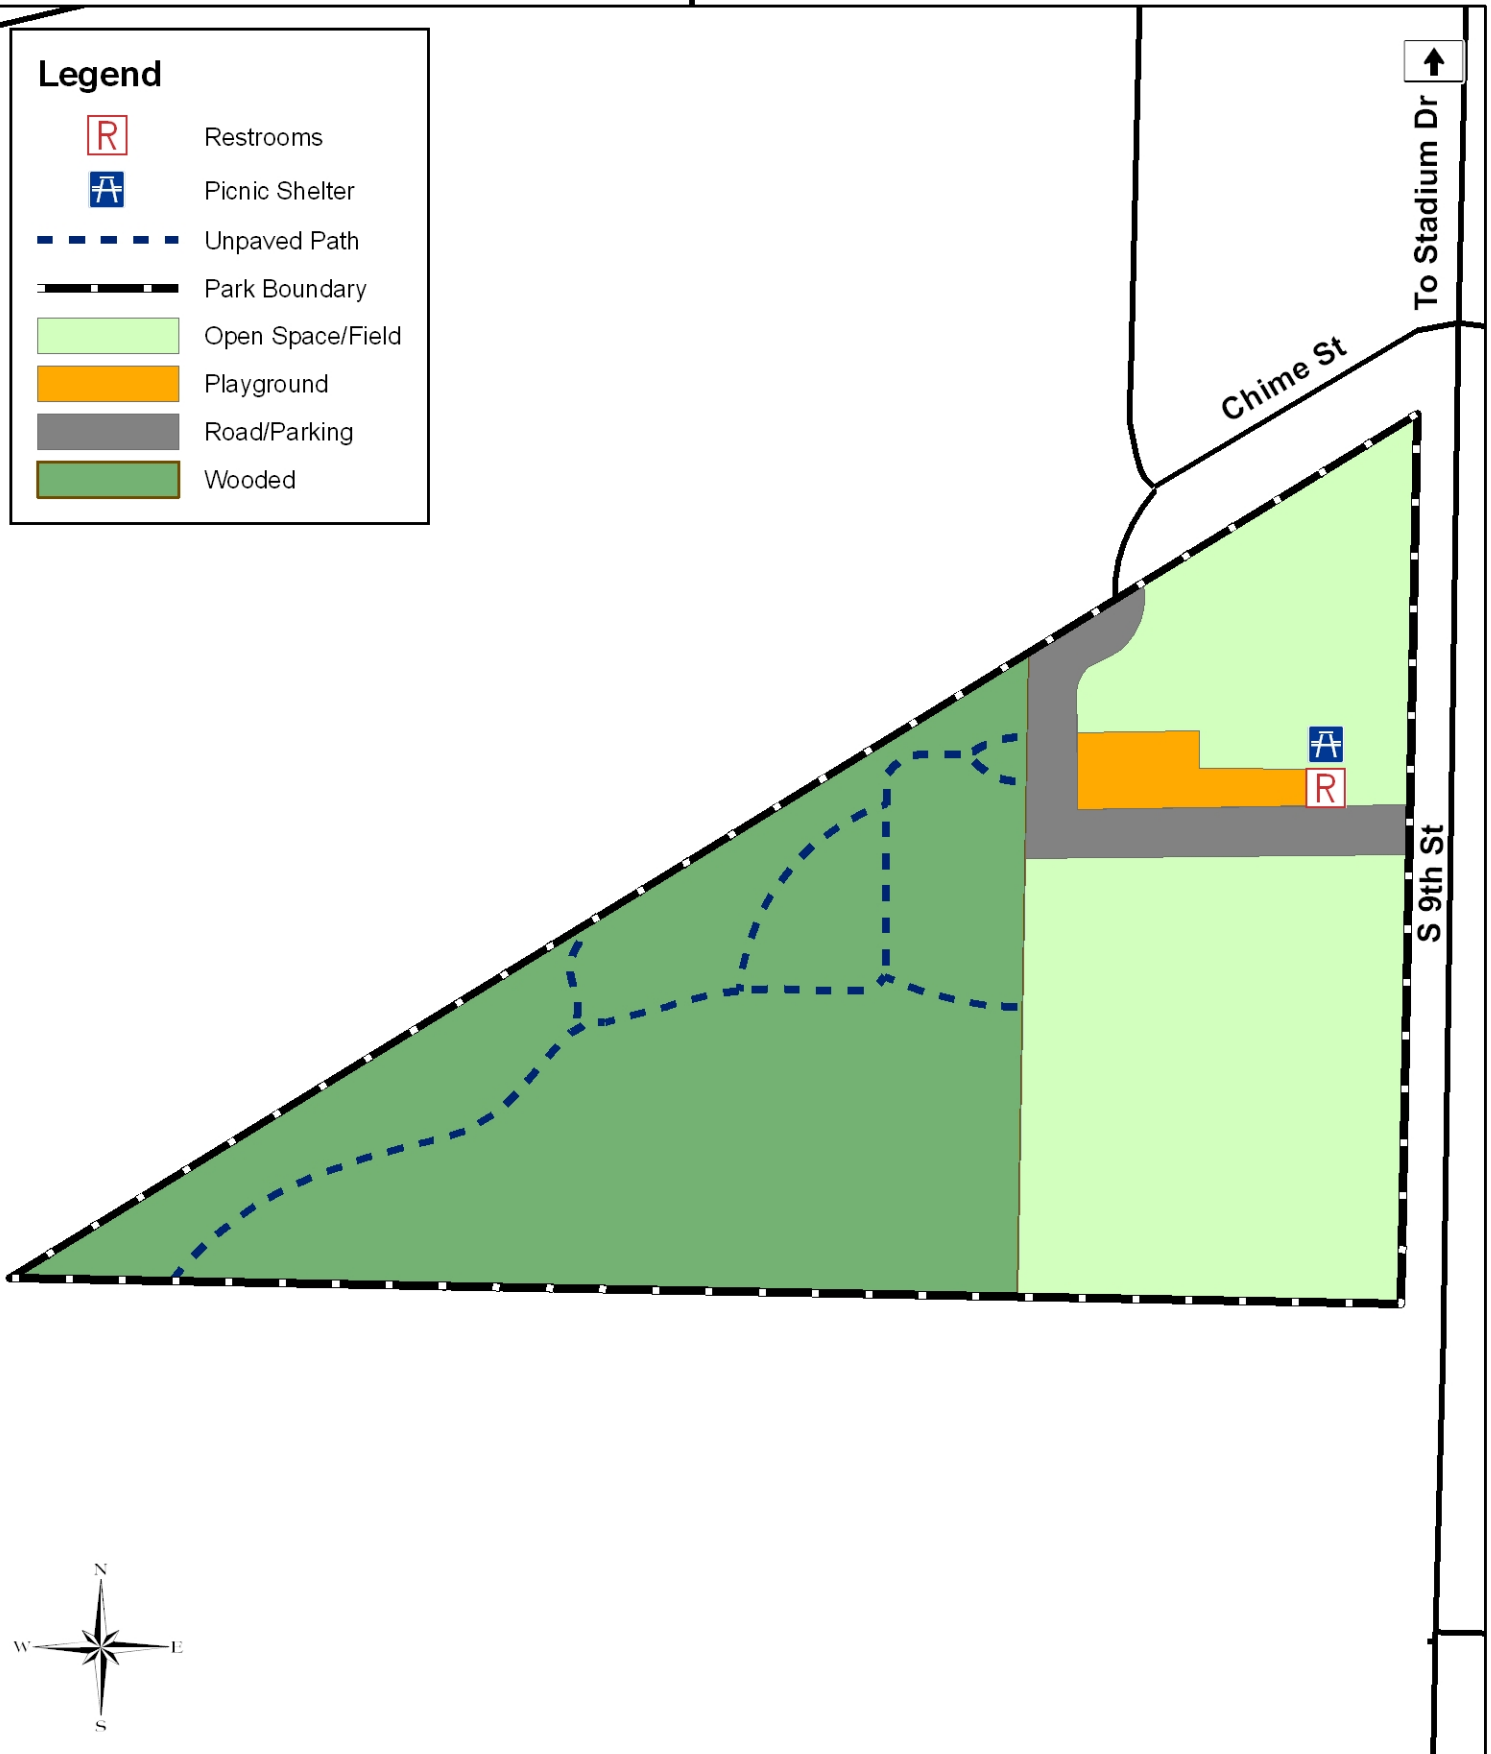 Legend
R Restrooms
Picnic Shelter
Unpaved Path
Park Boundary
Open Space/Field
Playground
Road/Parking
Wooded
To Stadium Dr
Chime St
R
S 9th St
N
W E
S